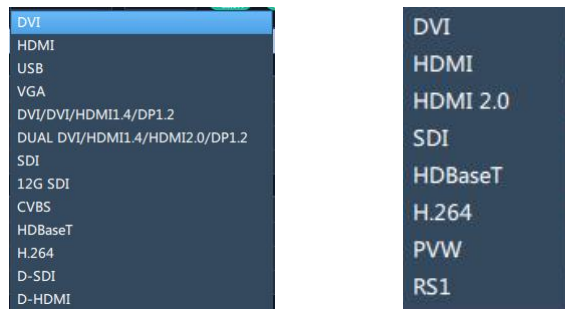 DVI
HDMI
USB
VGA
DVI/DVI/HDMI1.4/DP1.2
DUAL DVI/HDMI1.4/HDMI2.0/DP1.2
SDI
12G SDI
CVBS
HDBaseT
H.264
D-SDI
D-HDMI
DVI
HDMI
HDMI 2.0
SDI
HDBaseT
H.264
PVW
RS1